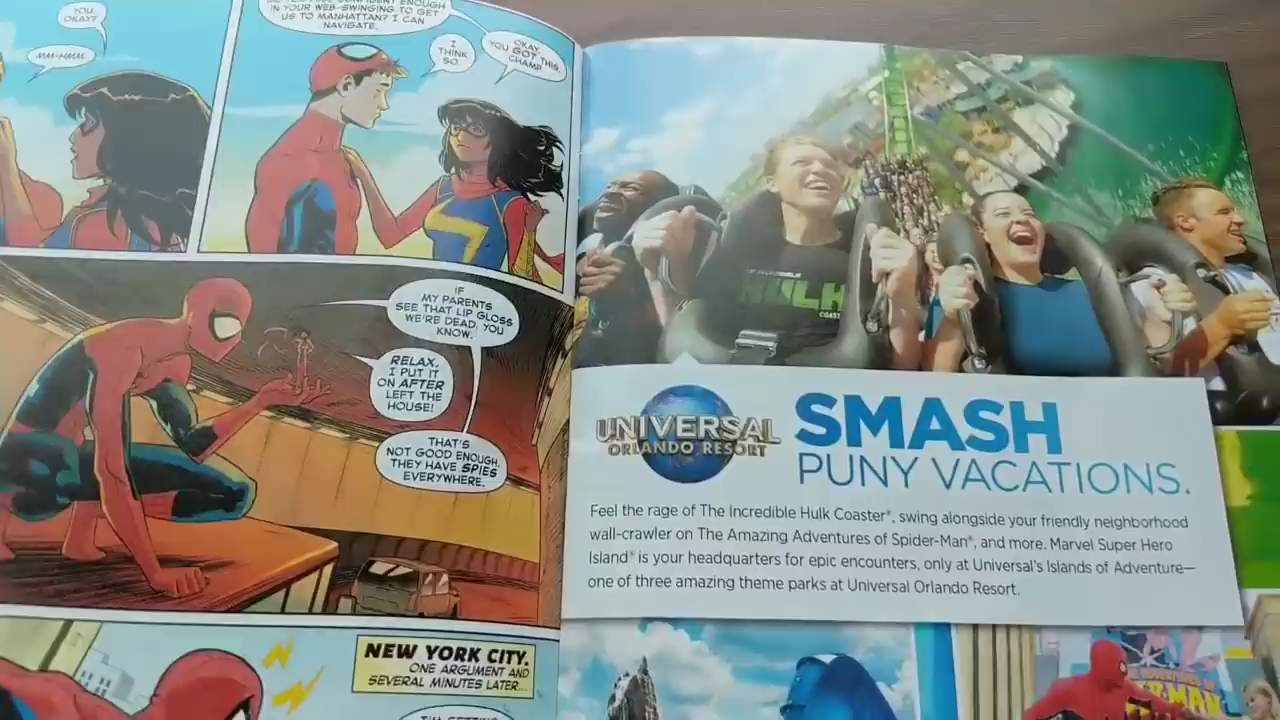 YOU
OKAY?
MM-HMM.
CONFIDENT ENOUGH
IN YOUR WEB-SWINGING TO GET
US TO MANHATTAN? I CAN
NAVIGATE.
I
THINK
SO.
OKAY.
YOU GOT THIS
CHAMP.
IF
MY PARENTS
SEE THAT LIP GLOSS
WE'RE DEAD, YOU
KNOW.
RELAX,
I PUT IT
ON AFTER I
LEFT THE
HOUSE!
THAT'S
NOT GOOD ENOUGH.
THEY HAVE SPIES
EVERYWHERE.
NEW YORK CITY.
ONE ARGUMENT AND
SEVERAL MINUTES LATER...
HULK
COAST
UNIVERSAL
ORLANDO RESORT
SMASH
PUNY VACATIONS.
Feel the rage of The Incredible Hulk Coaster®, swing alongside your friendly neighborhood
wall-crawler on The Amazing Adventures of Spider-Man®, and more. Marvel Super Hero
Island® is your headquarters for epic encounters, only at Universal's Islands of Adventure—
one of three amazing theme parks at Universal Orlando Resort.